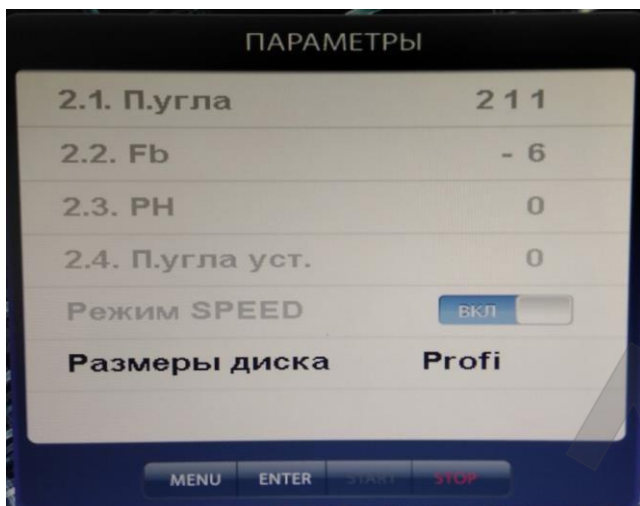 ПАРАМЕТРЫ
2.1. П.угла 211
2.2. Fb - 6
2.3. PH 0
2.4. П.угла уст. 0
Режим SPEED ВКЛ
Размеры диска Profi
MENU ENTER START STOP